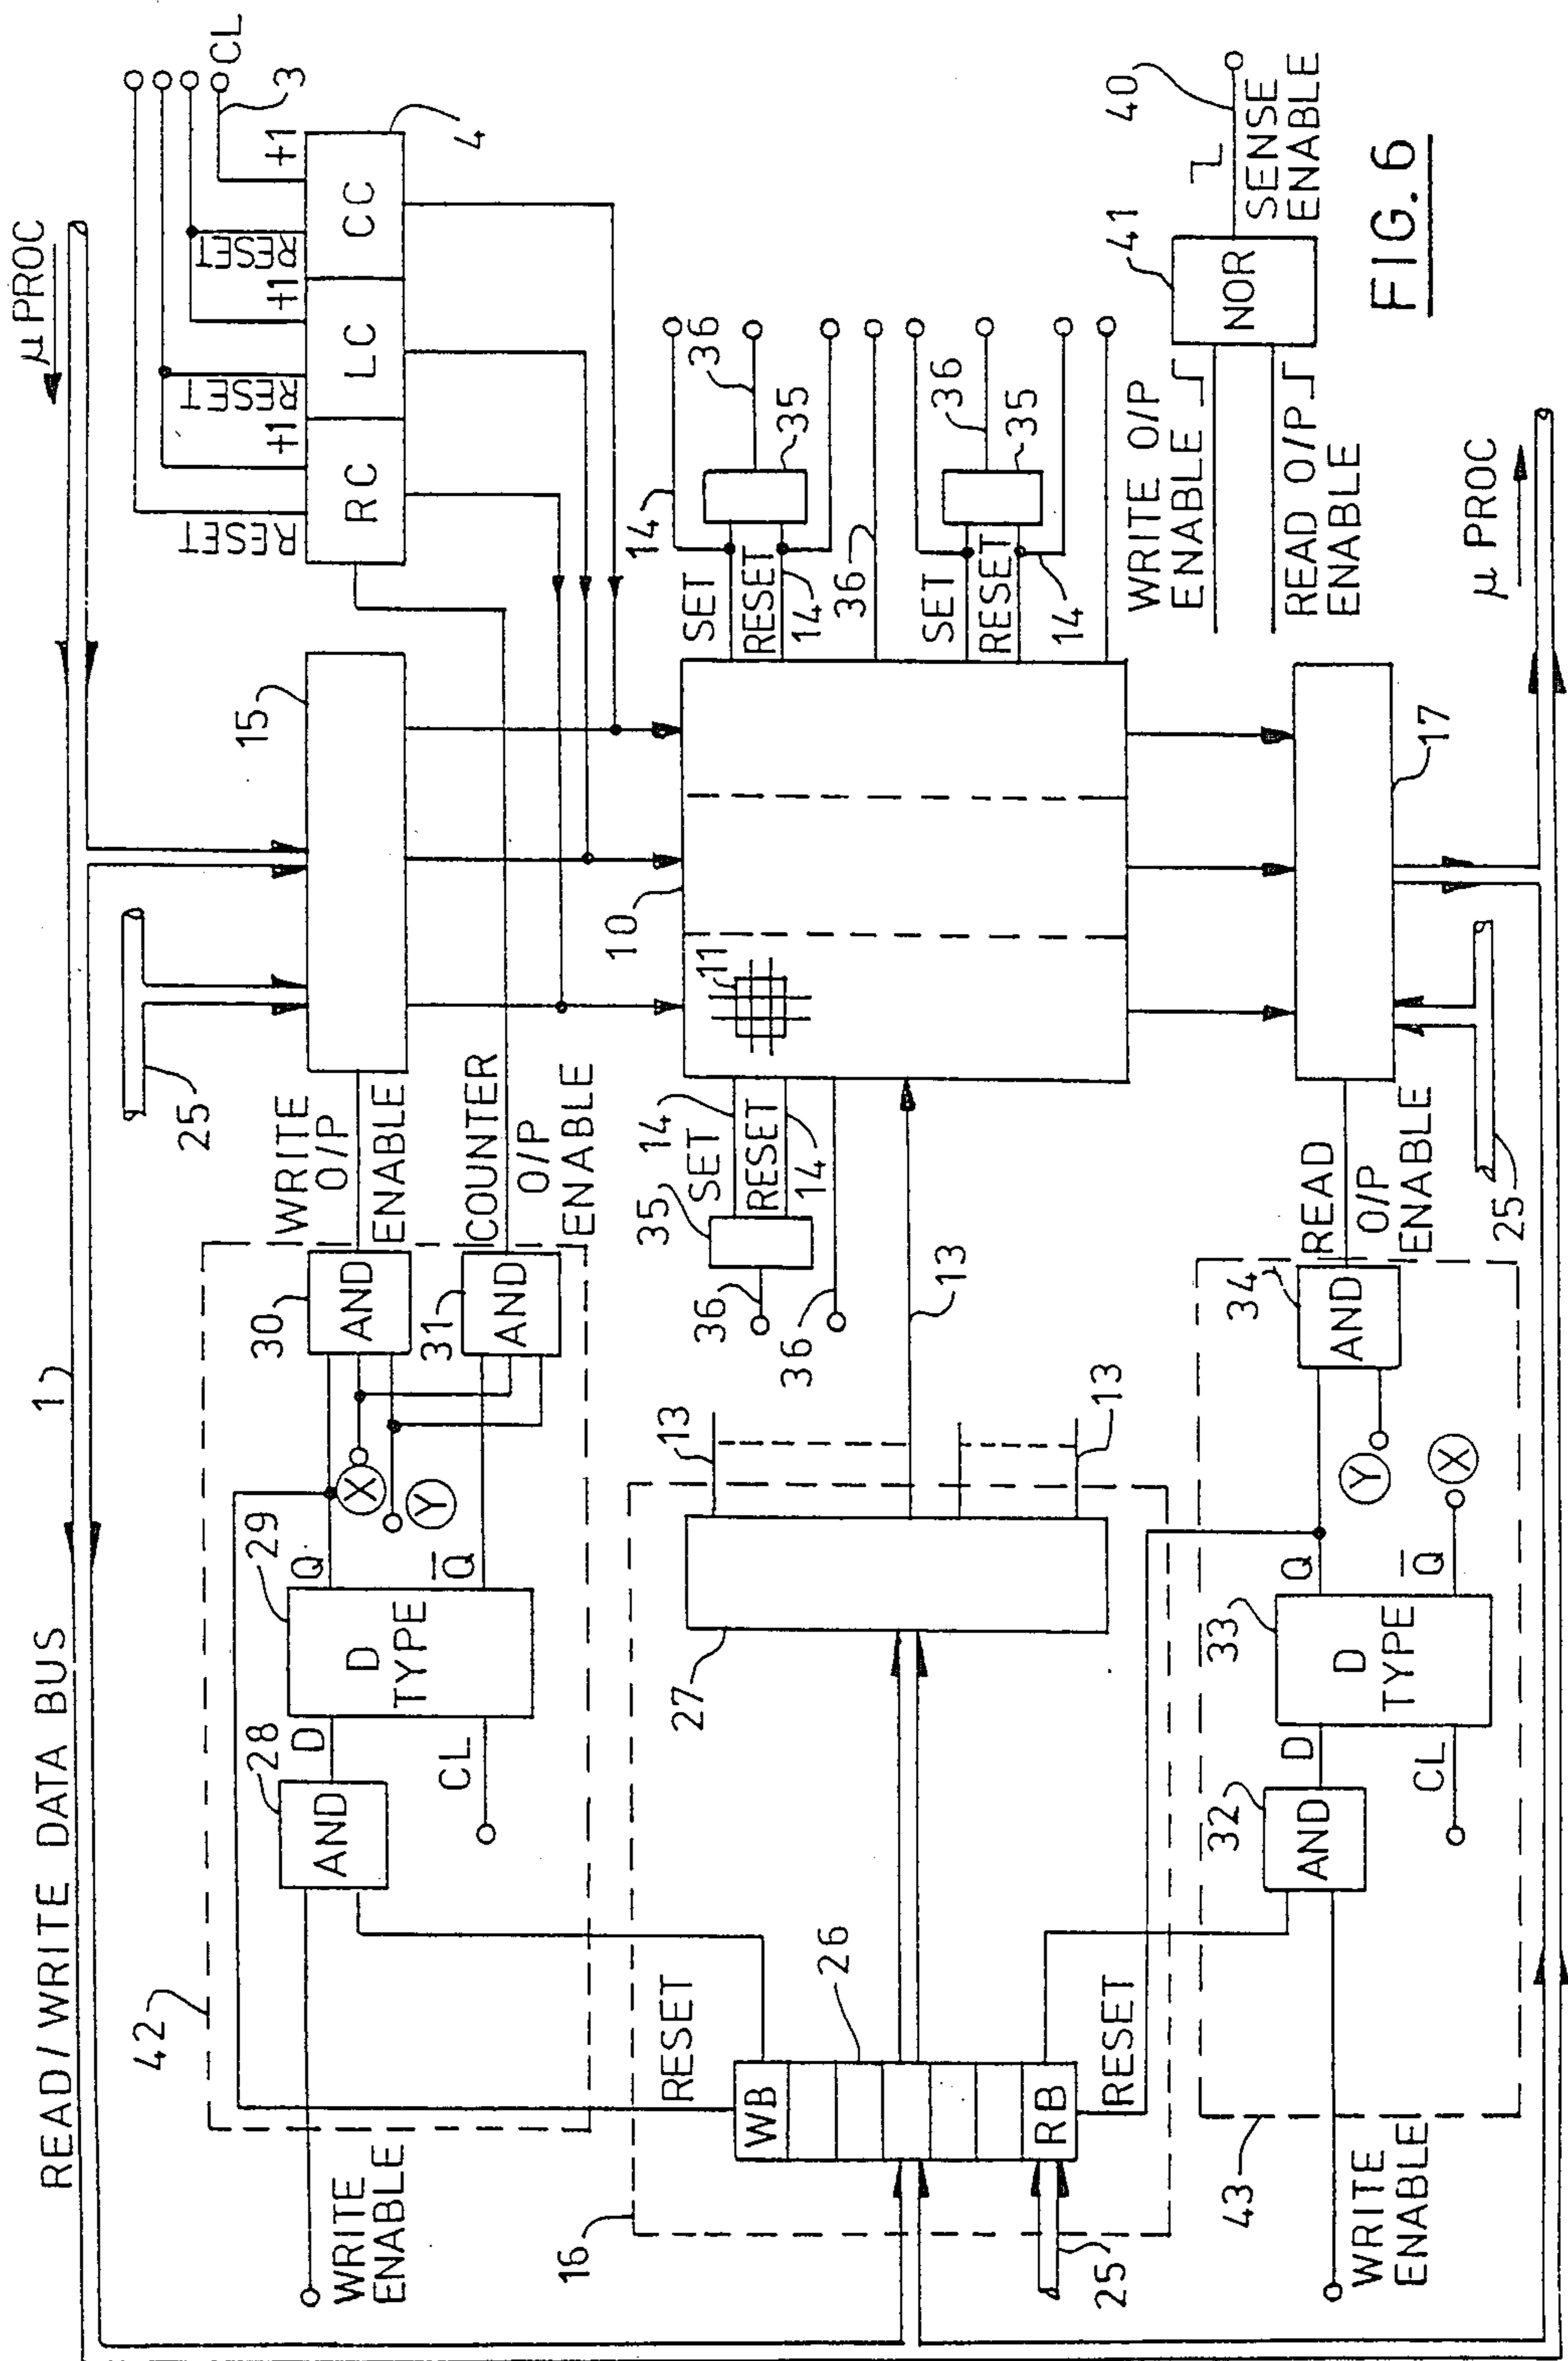 READ/WRITE DATA BUS
1
μ PROC
42
WRITE
ENABLE
28
AND
D
CL
29
D
TYPE
Q
Q̅
X
Y
30
AND
31
AND
WRITE
O/P
ENABLE
COUNTER
O/P
ENABLE
25
15
RESET
+1
RESET
+1
RESET
+1
CL
3
RC
LC
CC
4
16
RESET
WB
26
RB
RESET
25
27
13
13
13
35
36
36
SET
14
RESET
14
10
11
SET
RESET
14
14
36
35
36
SET
RESET
14
36
35
WRITE O/P
ENABLE
READ O/P
ENABLE
41
NOR
40
SENSE
ENABLE
43
WRITE
ENABLE
32
AND
D
CL
33
D
TYPE
Q
Q̅
X
Y
34
AND
READ
O/P
ENABLE
25
17
μ PROC
FIG. 6